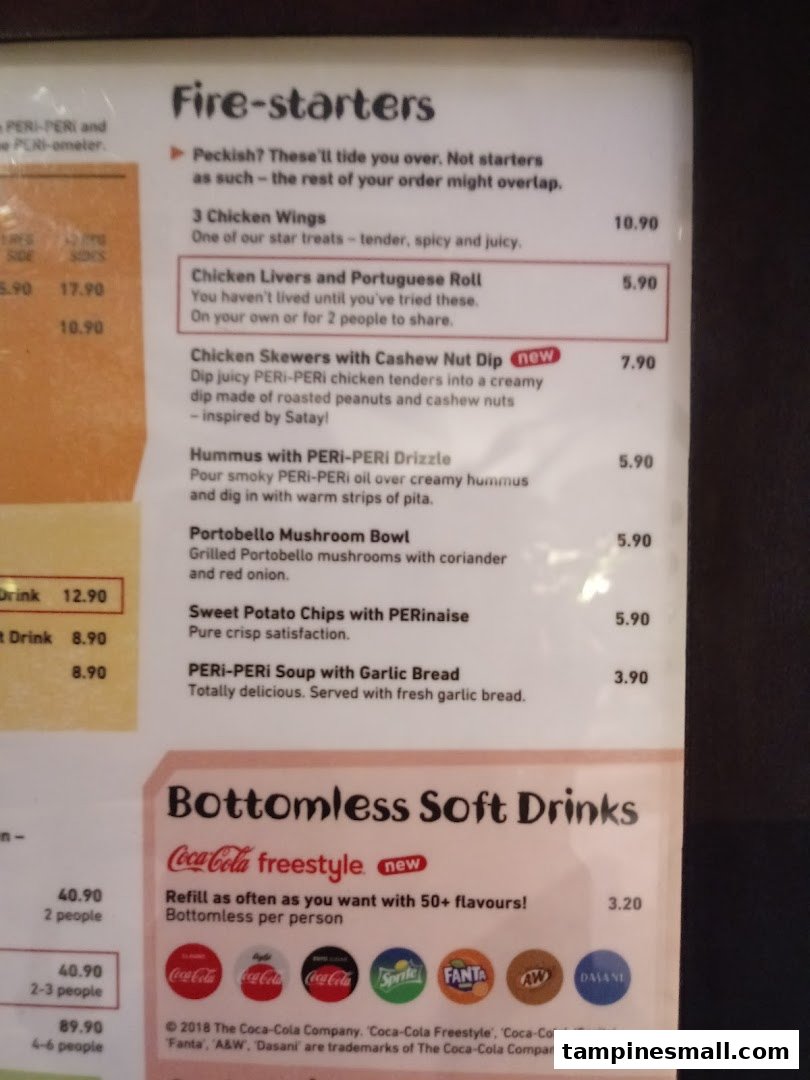 PERi-PERi and
PERi-ometer.
SIDE
SIDES
5.90 17.90
10.90
Drink 12.90
t Drink 8.90
8.90
n –
40.90
2 people
40.90
2-3 people
89.90
4-6 people
Fire-starters
Peckish? These'll tide you over. Not starters
as such – the rest of your order might overlap.
3 Chicken Wings 10.90
One of our star treats – tender, spicy and juicy.
Chicken Livers and Portuguese Roll 5.90
You haven't lived until you've tried these.
On your own or for 2 people to share.
Chicken Skewers with Cashew Nut Dip new 7.90
Dip juicy PERi-PERi chicken tenders into a creamy
dip made of roasted peanuts and cashew nuts
– inspired by Satay!
Hummus with PERi-PERi Drizzle 5.90
Pour smoky PERi-PERi oil over creamy hummus
and dig in with warm strips of pita.
Portobello Mushroom Bowl 5.90
Grilled Portobello mushrooms with coriander
and red onion.
Sweet Potato Chips with PERinaise 5.90
Pure crisp satisfaction.
PERi-PERi Soup with Garlic Bread 3.90
Totally delicious. Served with fresh garlic bread.
Bottomless Soft Drinks
Coca-Cola freestyle new
Refill as often as you want with 50+ flavours! 3.20
Bottomless per person
Coca-Cola Coca-Cola Coca-Cola Sprite FANTA A&W DASANI
© 2018 The Coca-Cola Company. 'Coca-Cola Freestyle', 'Coca-Co
'Fanta', 'A&W', 'Dasani' are trademarks of The Coca-Cola Compan
tampinesmall.com